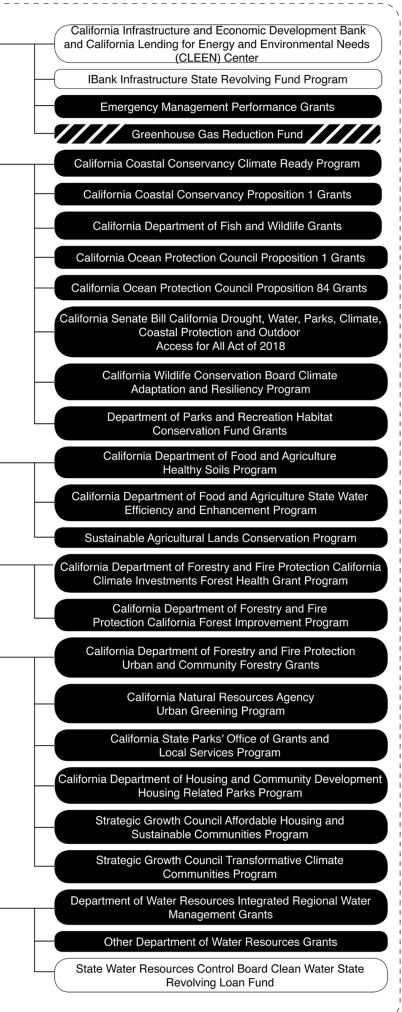 California Infrastructure and Economic Development Bank
and California Lending for Energy and Environmental Needs
(CLEEN) Center
IBank Infrastructure State Revolving Fund Program
Emergency Management Performance Grants
Greenhouse Gas Reduction Fund
California Coastal Conservancy Climate Ready Program
California Coastal Conservancy Proposition 1 Grants
California Department of Fish and Wildlife Grants
California Ocean Protection Council Proposition 1 Grants
California Ocean Protection Council Proposition 84 Grants
California Senate Bill California Drought, Water, Parks, Climate,
Coastal Protection and Outdoor
Access for All Act of 2018
California Wildlife Conservation Board Climate
Adaptation and Resiliency Program
Department of Parks and Recreation Habitat
Conservation Fund Grants
California Department of Food and Agriculture
Healthy Soils Program
California Department of Food and Agriculture State Water
Efficiency and Enhancement Program
Sustainable Agricultural Lands Conservation Program
California Department of Forestry and Fire Protection California
Climate Investments Forest Health Grant Program
California Department of Forestry and Fire
Protection California Forest Improvement Program
California Department of Forestry and Fire Protection
Urban and Community Forestry Grants
California Natural Resources Agency
Urban Greening Program
California State Parks' Office of Grants and
Local Services Program
California Department of Housing and Community Development
Housing Related Parks Program
Strategic Growth Council Affordable Housing and
Sustainable Communities Program
Strategic Growth Council Transformative Climate
Communities Program
Department of Water Resources Integrated Regional Water
Management Grants
Other Department of Water Resources Grants
State Water Resources Control Board Clean Water State
Revolving Loan Fund